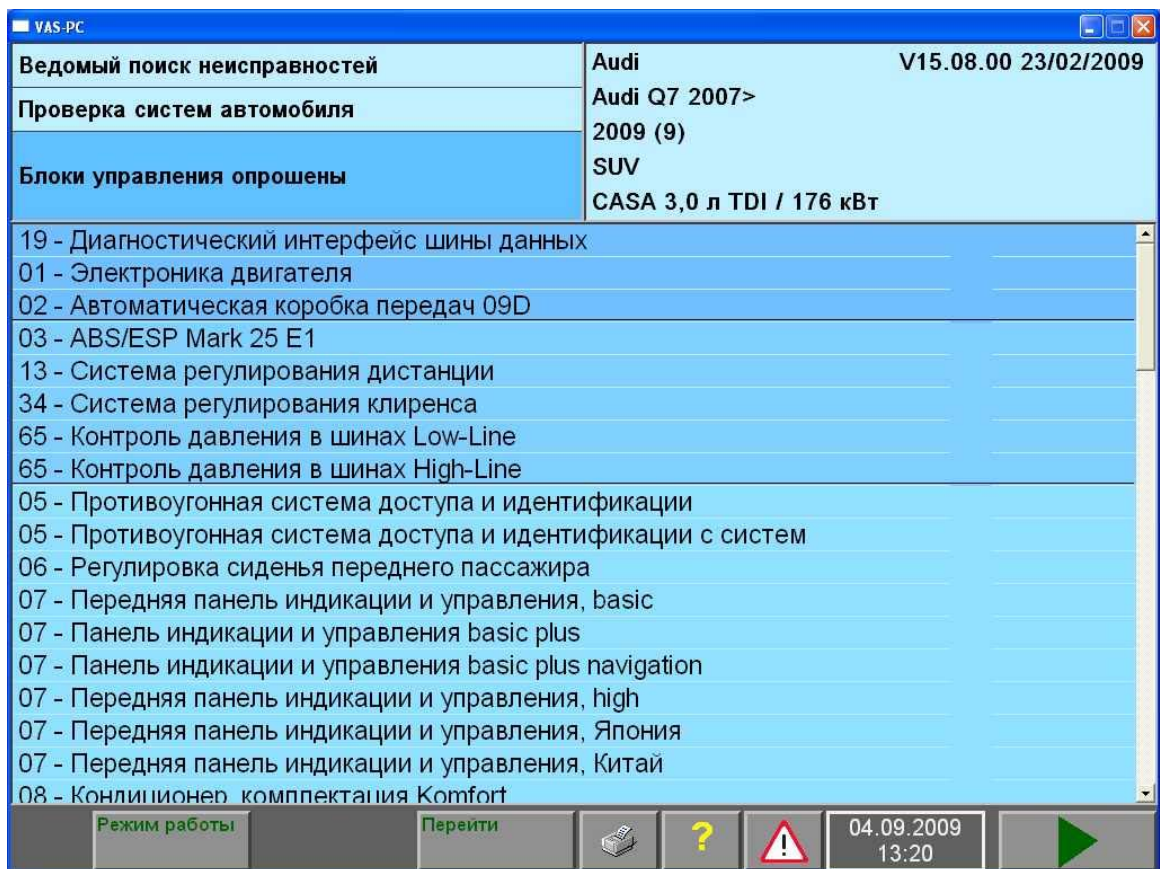 VAS-PC
Ведомый поиск неисправностей
Проверка систем автомобиля
Блоки управления опрошены
Audi V15.08.00 23/02/2009
Audi Q7 2007>
2009 (9)
SUV
CASA 3,0 л TDI / 176 кВт
19 - Диагностический интерфейс шины данных
01 - Электроника двигателя
02 - Автоматическая коробка передач 09D
03 - ABS/ESP Mark 25 E1
13 - Система регулирования дистанции
34 - Система регулирования клиренса
65 - Контроль давления в шинах Low-Line
65 - Контроль давления в шинах High-Line
05 - Противоугонная система доступа и идентификации
05 - Противоугонная система доступа и идентификации с систем
06 - Регулировка сиденья переднего пассажира
07 - Передняя панель индикации и управления, basic
07 - Панель индикации и управления basic plus
07 - Панель индикации и управления basic plus navigation
07 - Передняя панель индикации и управления, high
07 - Передняя панель индикации и управления, Япония
07 - Передняя панель индикации и управления, Китай
08 - Кондиционер, комплектация Komfort
Режим работы
Перейти
?
04.09.2009
13:20